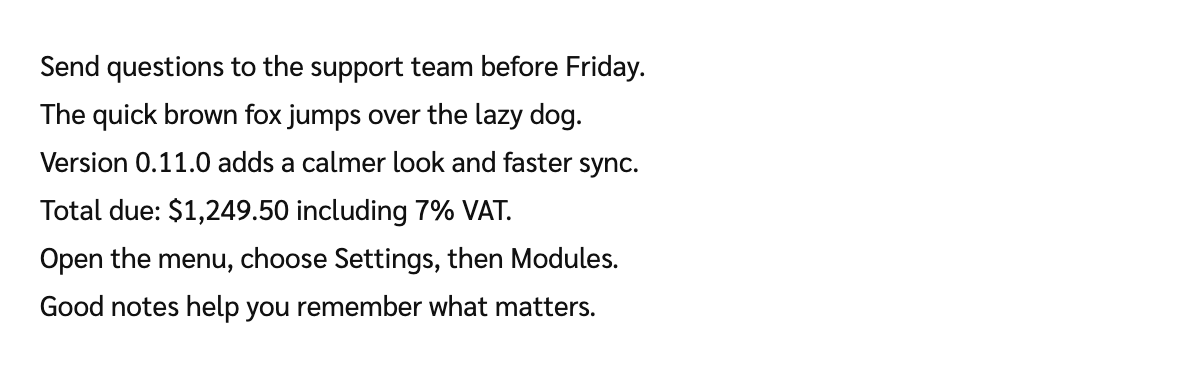 Send questions to the support team before Friday.
The quick brown fox jumps over the lazy dog.
Version 0.11.0 adds a calmer look and faster sync.
Total due: $1,249.50 including 7% VAT.
Open the menu, choose Settings, then Modules.
Good notes help you remember what matters.